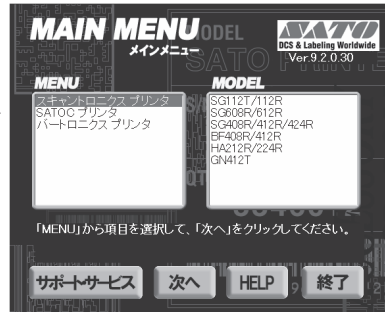 MAIN MENU
メインメニュー
SATO
DCS & Labeling Worldwide
Ver.9.2.0.30
MENU
スキャントロニクス プリンタ
SATOC プリンタ
バートロニクス プリンタ
MODEL
SG112T/112R
SG608R/612R
SG408R/412R/424R
BF408R/412R
HA212R/224R
GN412T
「MENU」から項目を選択して、「次へ」をクリックしてください。
サポートサービス
次へ
HELP
終了